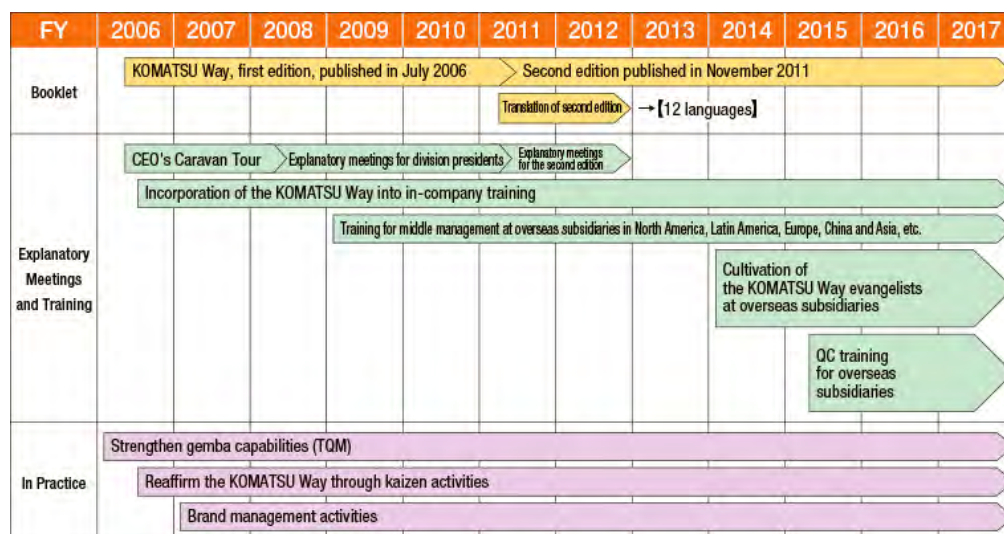 FY 2006 2007 2008 2009 2010 2011 2012 2013 2014 2015 2016 2017
Booklet
KOMATSU Way, first edition, published in July 2006
Second edition published in November 2011
Translation of second edition
→【12 languages】
Explanatory
Meetings
and Training
CEO's Caravan Tour
Explanatory meetings for division presidents
Explanatory meetings
for the second edition
Incorporation of the KOMATSU Way into in-company training
Training for middle management at overseas subsidiaries in North America, Latin America, Europe, China and Asia, etc.
Cultivation of
the KOMATSU Way evangelists
at overseas subsidiaries
QC training
for overseas
subsidiaries
In Practice
Strengthen gemba capabilities (TQM)
Reaffirm the KOMATSU Way through kaizen activities
Brand management activities